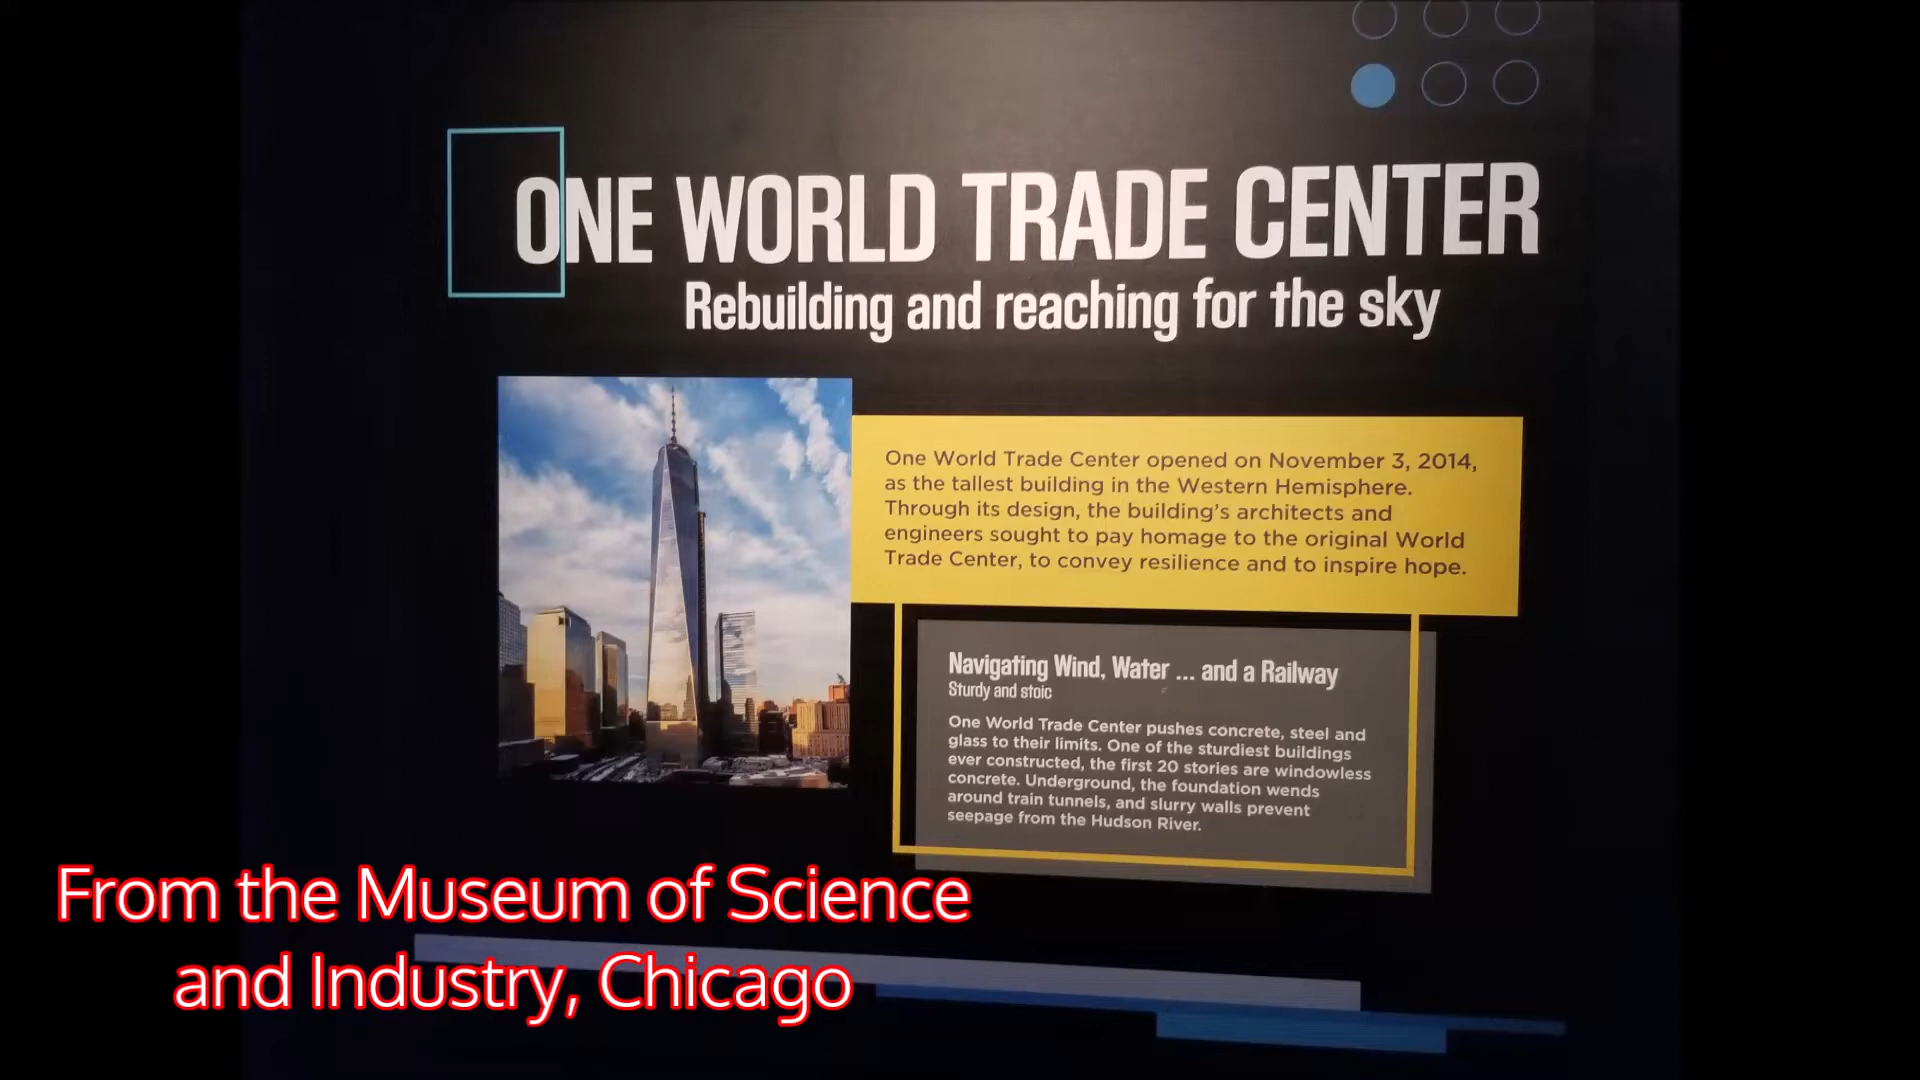 ONE WORLD TRADE CENTER
Rebuilding and reaching for the sky
One World Trade Center opened on November 3, 2014,
as the tallest building in the Western Hemisphere.
Through its design, the building's architects and
engineers sought to pay homage to the original World
Trade Center, to convey resilience and to inspire hope.
Navigating Wind, Water ... and a Railway
Sturdy and stoic
One World Trade Center pushes concrete, steel and
glass to their limits. One of the sturdiest buildings
ever constructed, the first 20 stories are windowless
concrete. Underground, the foundation wends
around train tunnels, and slurry walls prevent
seepage from the Hudson River.
From the Museum of Science
and Industry, Chicago